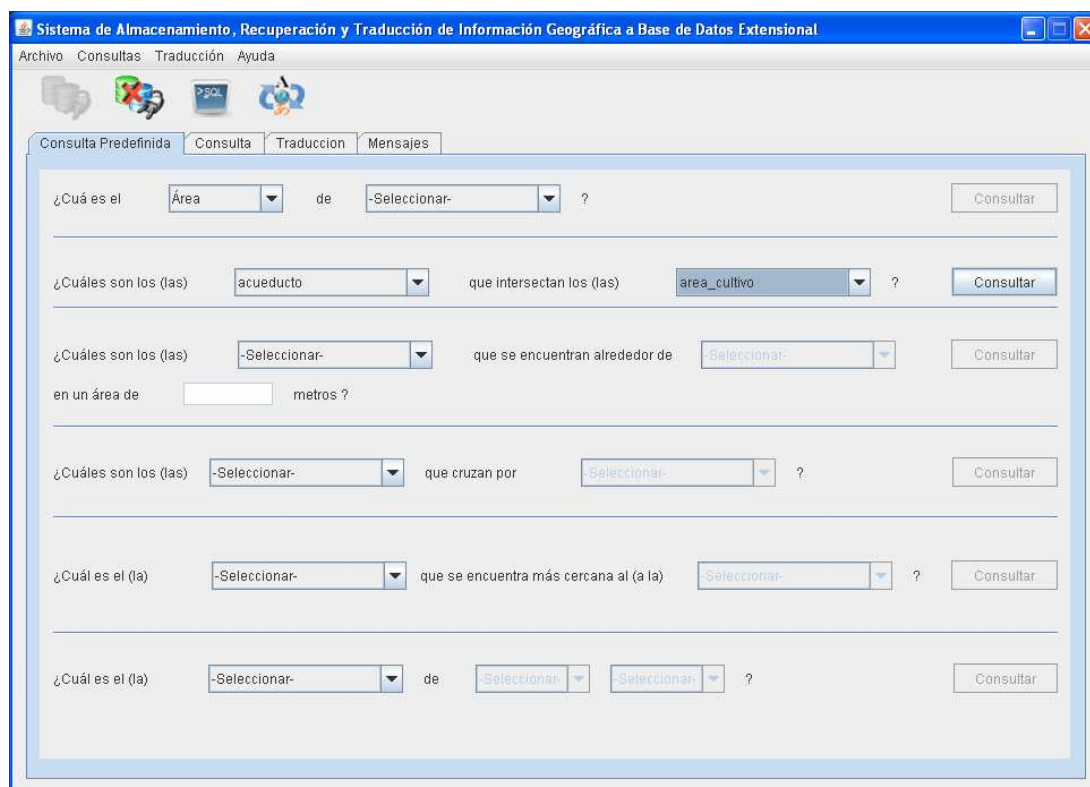 Sistema de Almacenamiento, Recuperación y Traducción de Información Geográfica a Base de Datos Extensional
Archivo Consultas Traducción Ayuda
>SQL
Consulta Predefinida Consulta Traduccion Mensajes
¿Cuá es el Área de -Seleccionar- ? Consultar
¿Cuáles son los (las) acueducto que intersectan los (las) area_cultivo ? Consultar
¿Cuáles son los (las) -Seleccionar- que se encuentran alrededor de -Seleccionar- Consultar
en un área de metros ?
¿Cuáles son los (las) -Seleccionar- que cruzan por -Seleccionar- ? Consultar
¿Cuál es el (la) -Seleccionar- que se encuentra más cercana al (a la) -Seleccionar- ? Consultar
¿Cuál es el (la) -Seleccionar- de -Seleccionar- -Seleccionar- ? Consultar